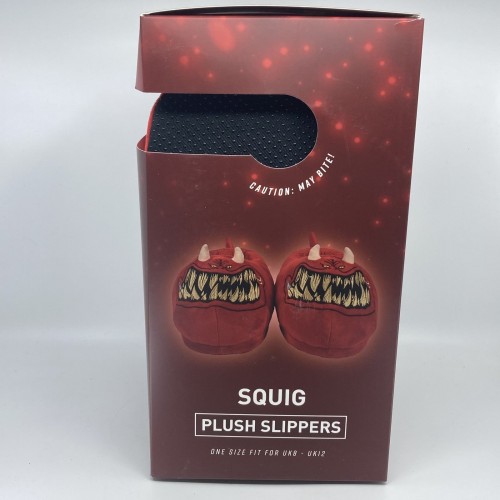 CAUTION: MAY BITE!
SQUIG
PLUSH SLIPPERS
ONE SIZE FIT FOR UK8 - UK12